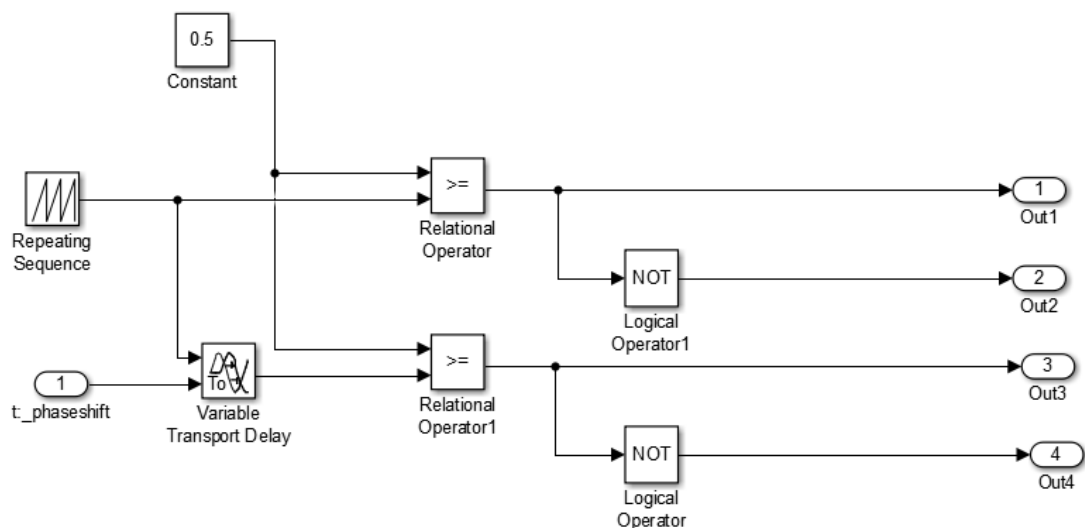 0.5
Constant
>=
Relational
Operator
Repeating
Sequence
1
Out1
NOT
Logical
Operator1
2
Out2
1
t:_phaseshift
To
Variable
Transport Delay
>=
Relational
Operator1
3
Out3
NOT
Logical
Operator
4
Out4